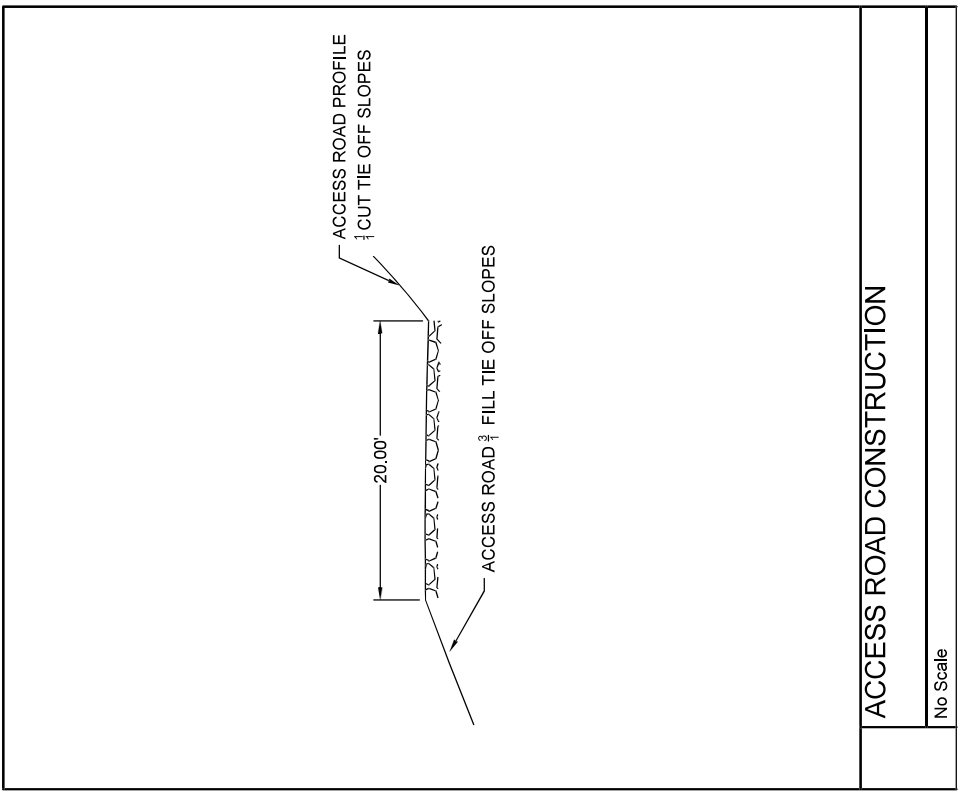 ACCESS ROAD PROFILE
1/1 CUT TIE OFF SLOPES
20.00'
ACCESS ROAD 3/1 FILL TIE OFF SLOPES
ACCESS ROAD CONSTRUCTION
No Scale